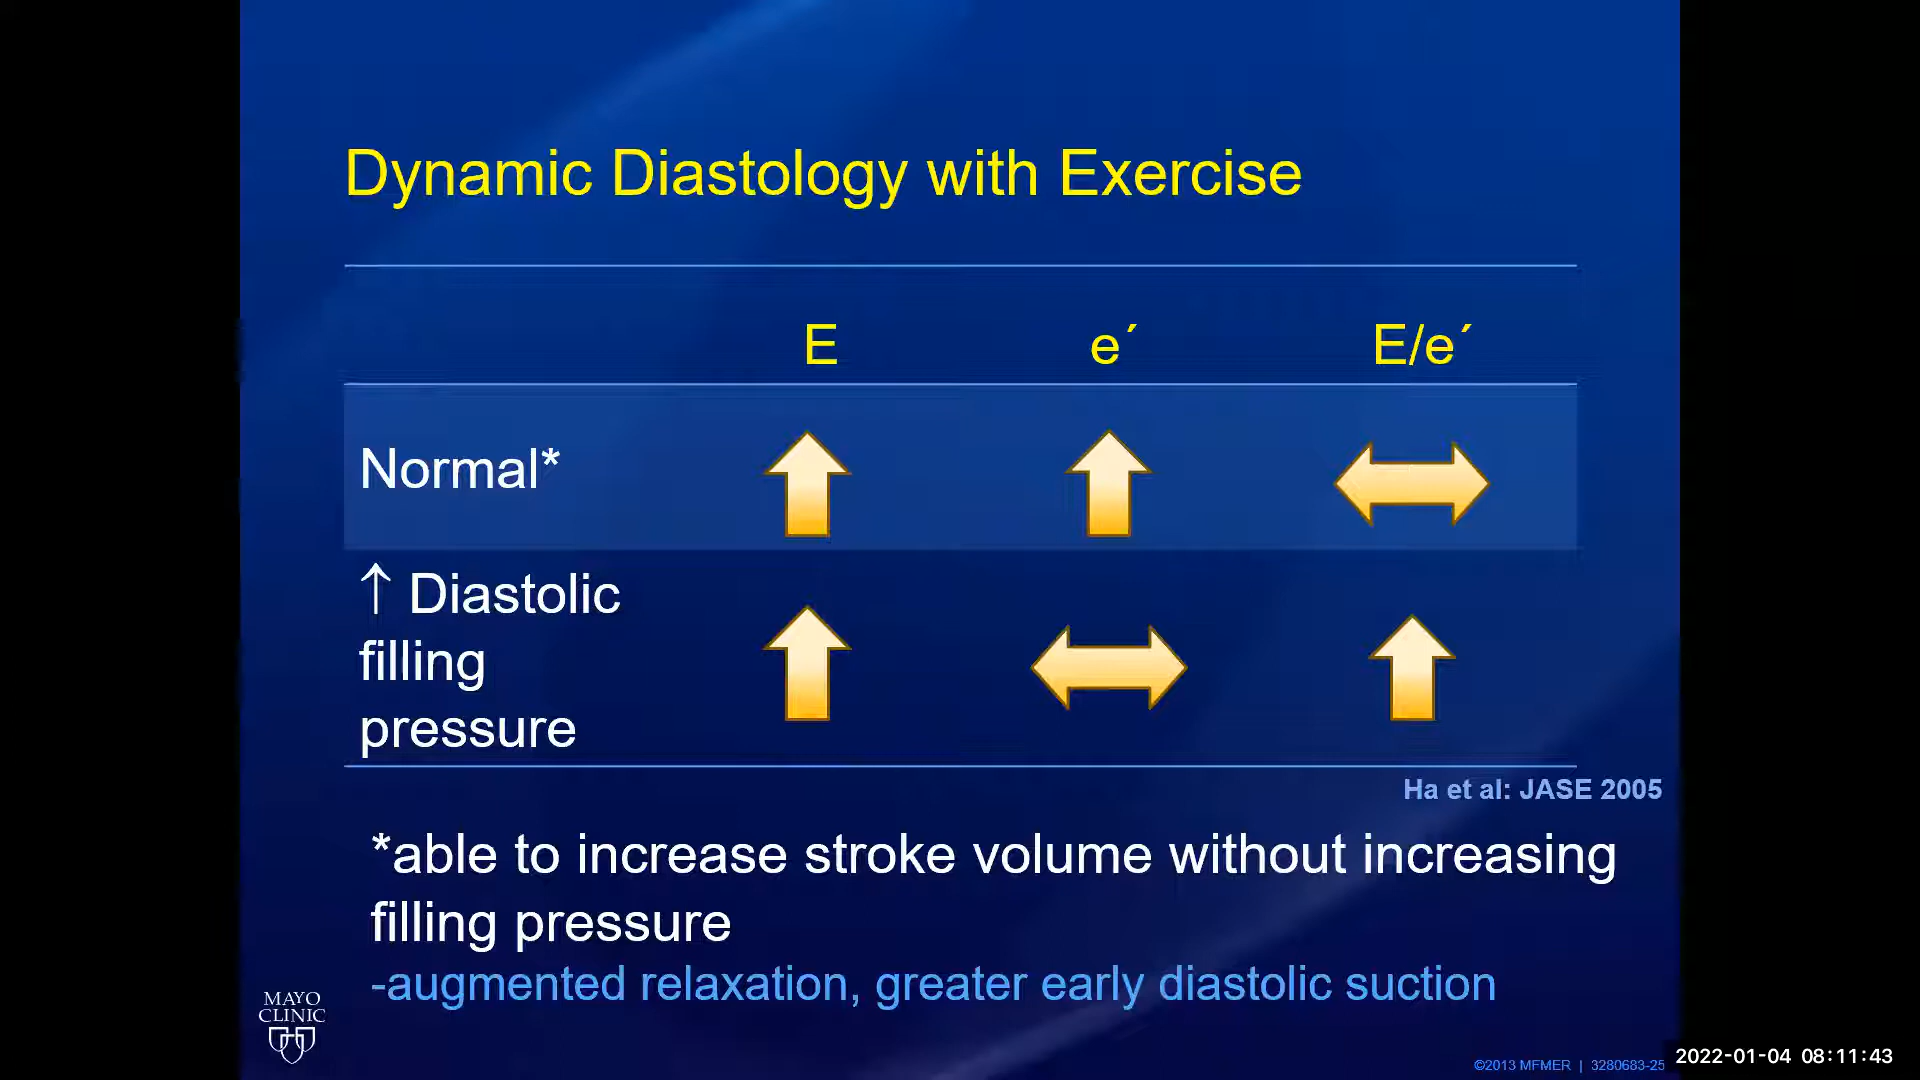 Dynamic Diastology with Exercise
E e´ E/e´
Normal*
↑ Diastolic
filling
pressure
Ha et al: JASE 2005
*able to increase stroke volume without increasing
filling pressure
-augmented relaxation, greater early diastolic suction
MAYO
CLINIC
©2013 MFMER | 3280683-25
2022-01-04 08:11:43